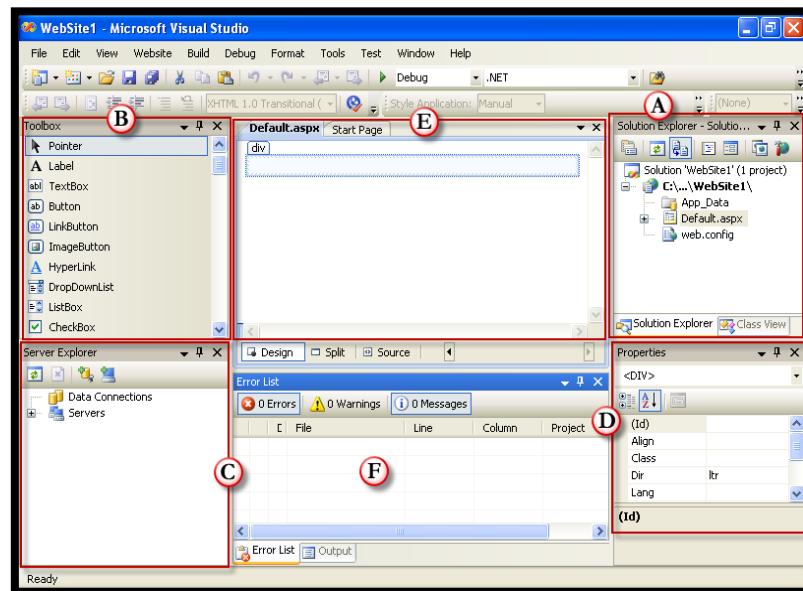 WebSite1 - Microsoft Visual Studio
File Edit View Website Build Debug Format Tools Test Window Help
Debug .NET
XHTML 1.0 Transitional ( Style Application: Manual (None)
A
B
E
Toolbox
Pointer
A Label
abl TextBox
ab Button
ab LinkButton
ImageButton
A HyperLink
DropDownList
ListBox
CheckBox
Default.aspx Start Page
div
Design Split Source
Solution Explorer - Solutio...
Solution 'WebSite1' (1 project)
C:\...\WebSite1\
App_Data
Default.aspx
web.config
Solution Explorer Class View
Server Explorer
Data Connections
Servers
C
Error List
0 Errors 0 Warnings 0 Messages
File Line Column Project
F
Error List Output
Properties
<DIV>
D
(Id)
Align
Class
Dir ltr
Lang
(Id)
Ready